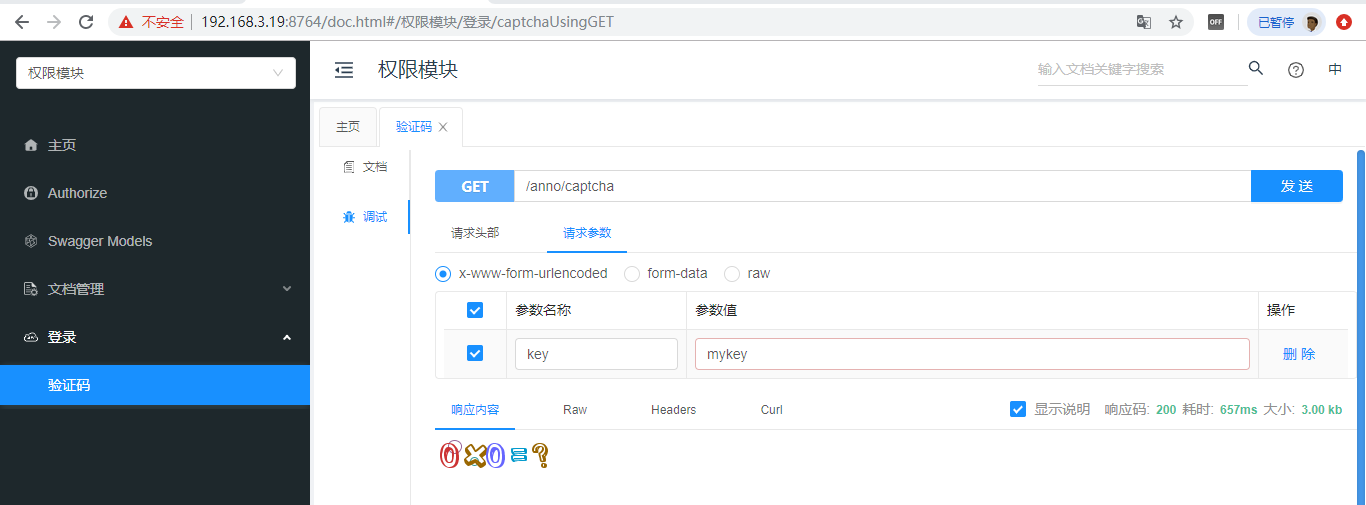 不安全 192.168.3.19:8764/doc.html#/权限模块/登录/captchaUsingGET
OFF
已暂停
权限模块
权限模块
输入文档关键字搜索
中
主页
Authorize
Swagger Models
文档管理
登录
验证码
主页
验证码
文档
调试
GET
/anno/captcha
发 送
请求头部
请求参数
x-www-form-urlencoded
form-data
raw
参数名称
参数值
操作
key
mykey
删 除
响应内容
Raw
Headers
Curl
显示说明
响应码: 200 耗时: 657ms 大小: 3.00 kb
0×0=?